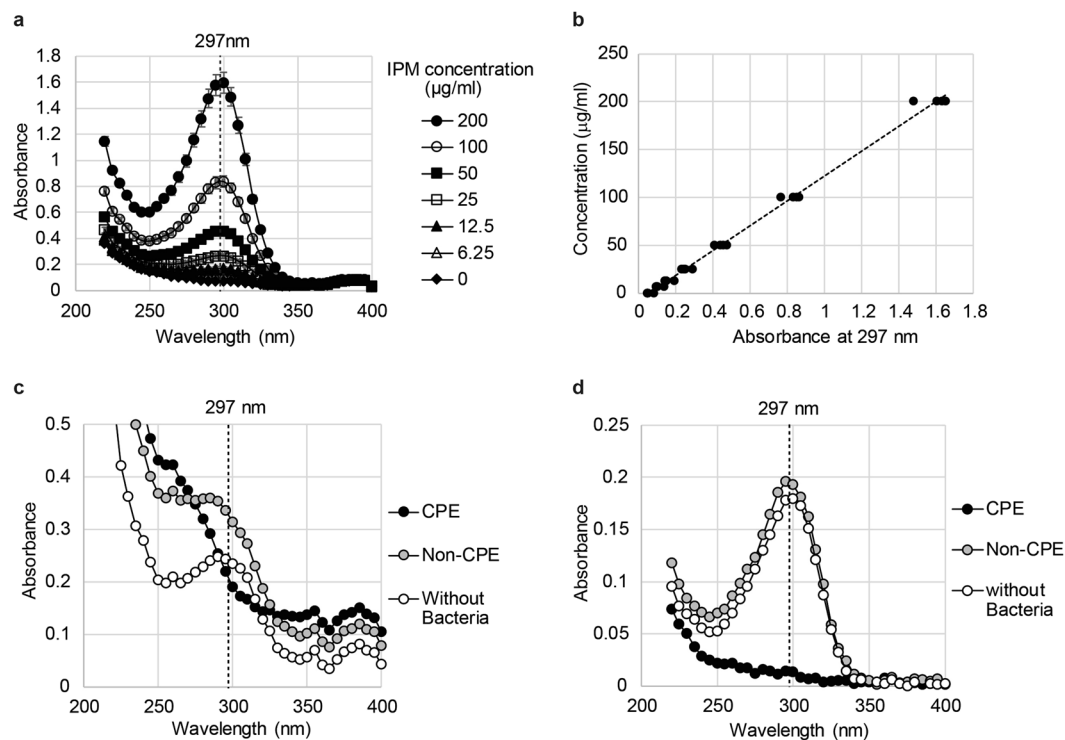 a
297nm
1.8
1.6
1.4
1.2
1
0.8
0.6
0.4
0.2
0
Absorbance
200
250
300
350
400
Wavelength (nm)
IPM concentration
(µg/ml)
200
100
50
25
12.5
6.25
0
b
250
200
150
100
50
0
Concentration (µg/ml)
0
0.2
0.4
0.6
0.8
1
1.2
1.4
1.6
1.8
Absorbance at 297 nm
c
297 nm
0.5
0.4
0.3
0.2
0.1
0
Absorbance
200
250
300
350
400
Wavelength (nm)
CPE
Non-CPE
Without
Bacteria
d
297 nm
0.25
0.2
0.15
0.1
0.05
0
Absorbance
200
250
300
350
400
Wavelength (nm)
CPE
Non-CPE
without
Bacteria